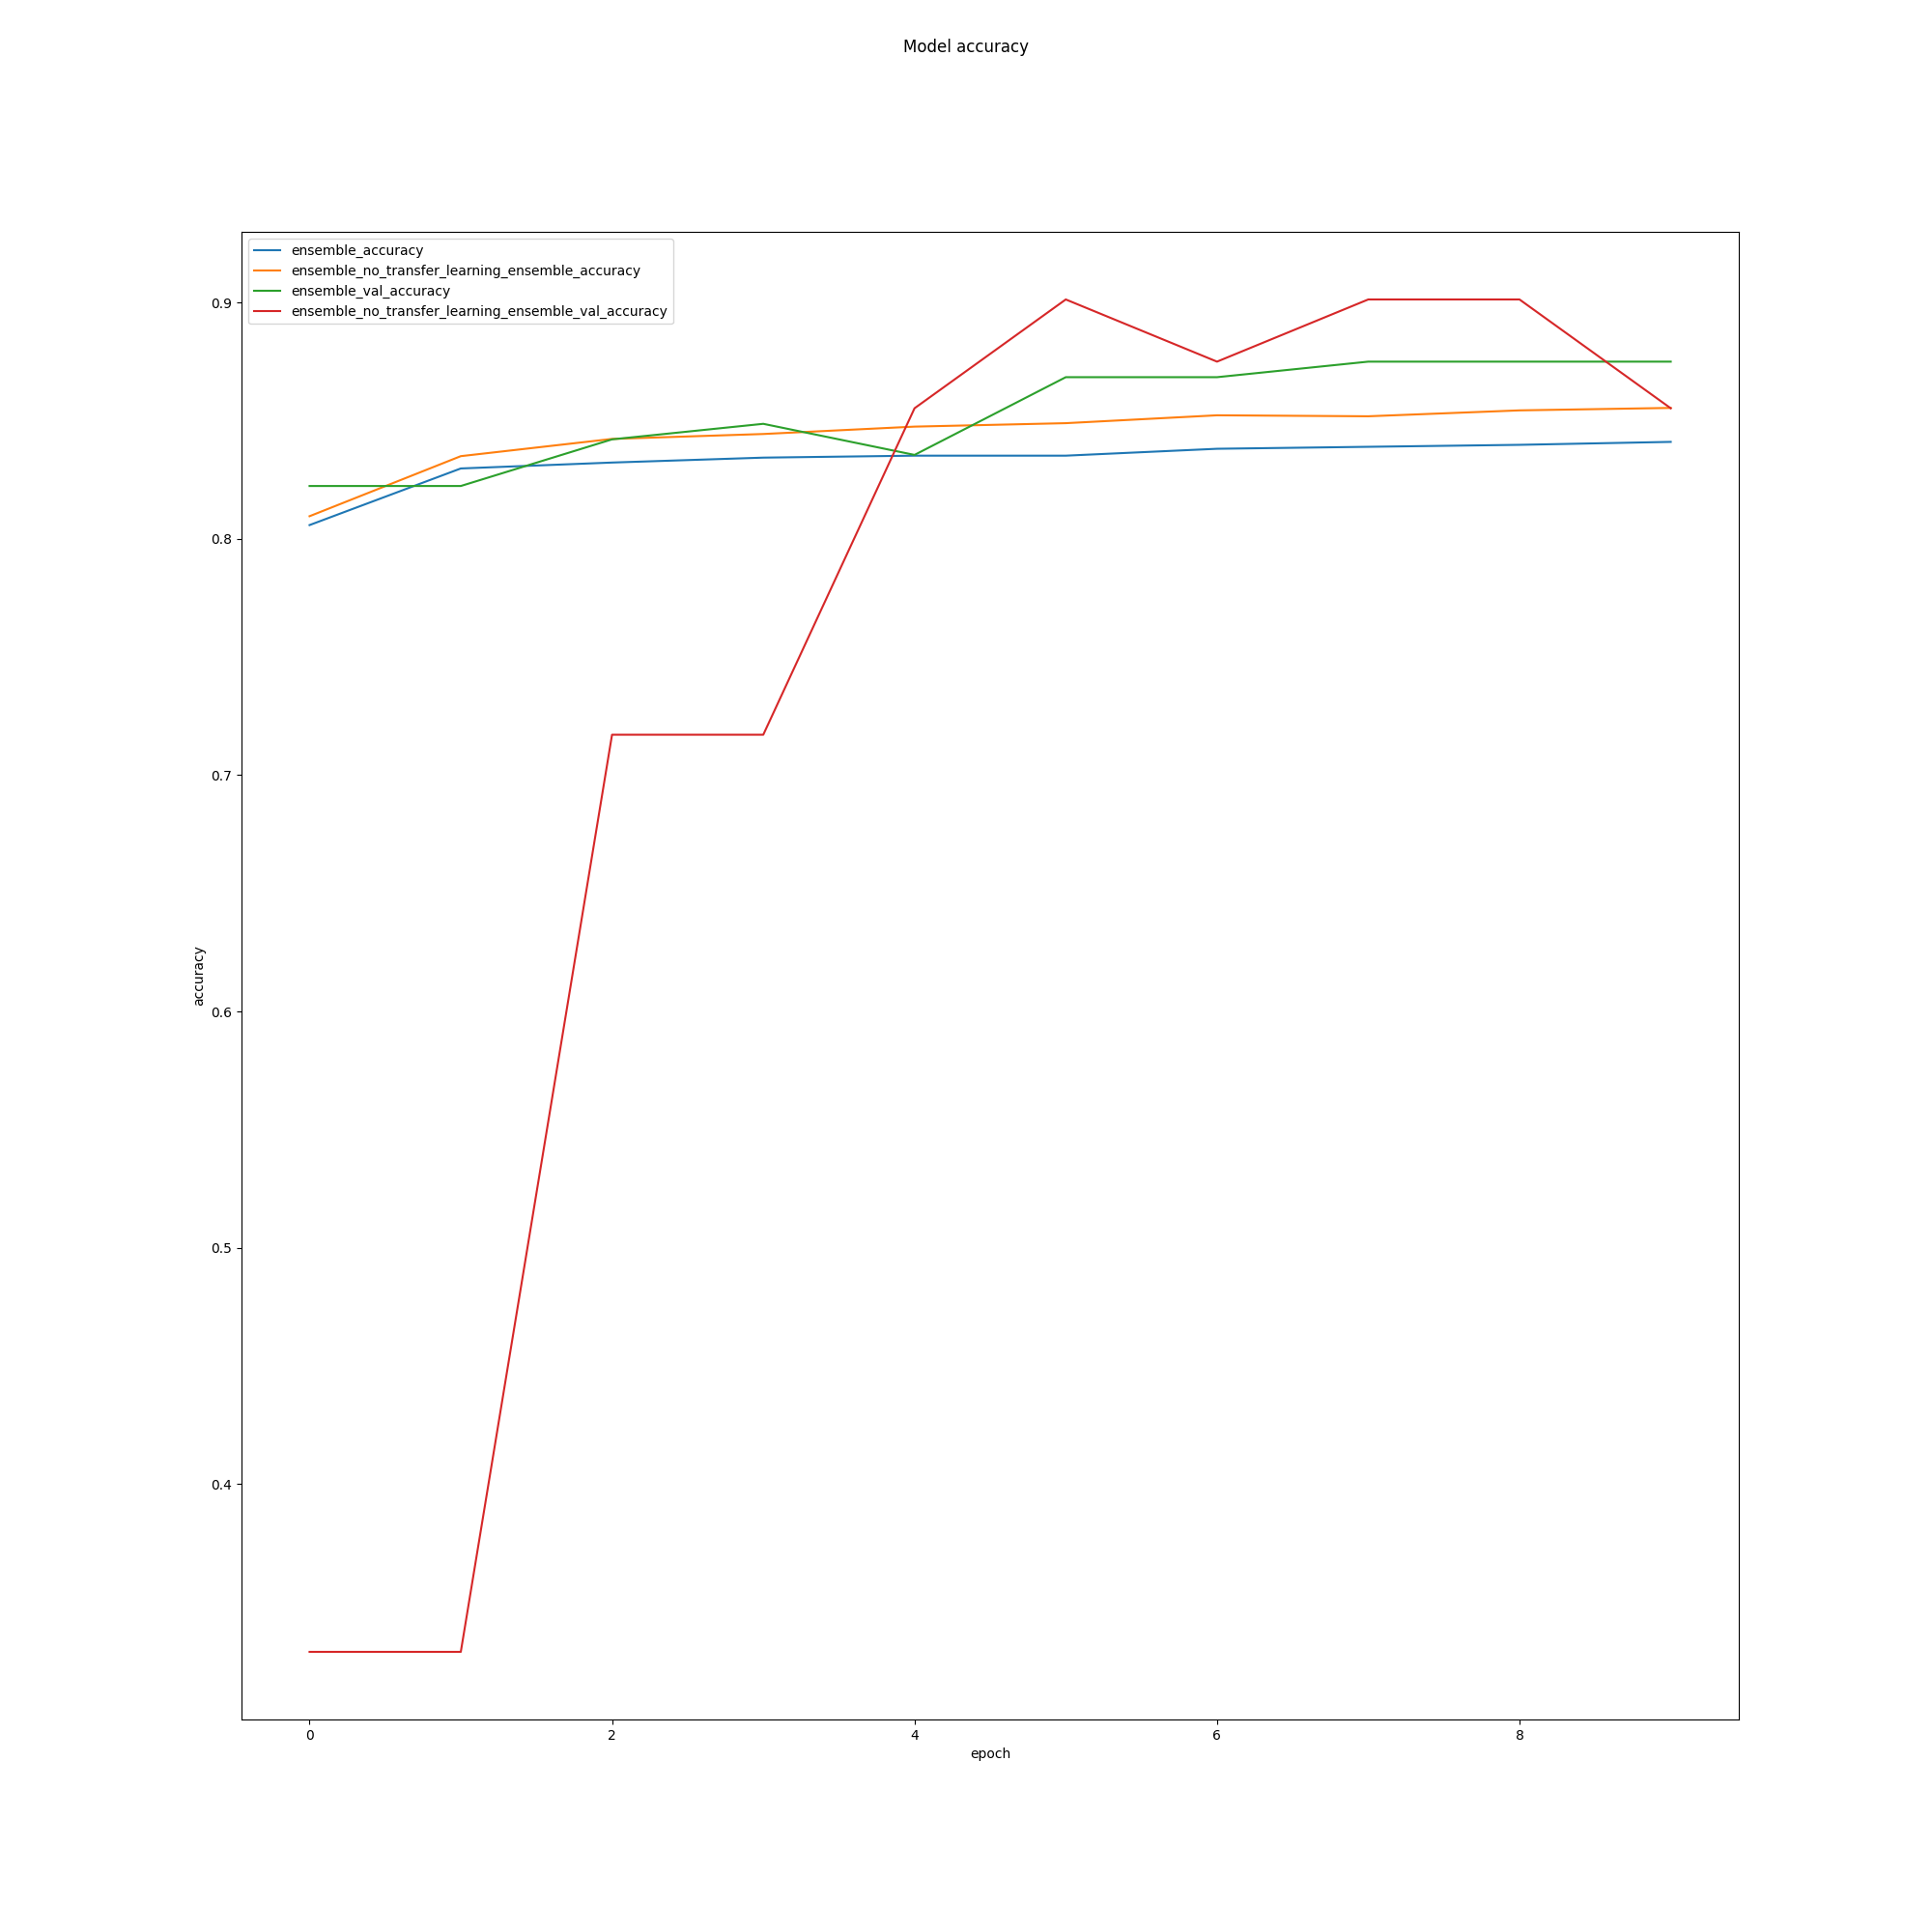 Model accuracy
ensemble_accuracy
ensemble_no_transfer_learning_ensemble_accuracy
ensemble_val_accuracy
ensemble_no_transfer_learning_ensemble_val_accuracy
0.9
0.8
0.7
0.6
0.5
0.4
accuracy
0 2 4 6 8
epoch